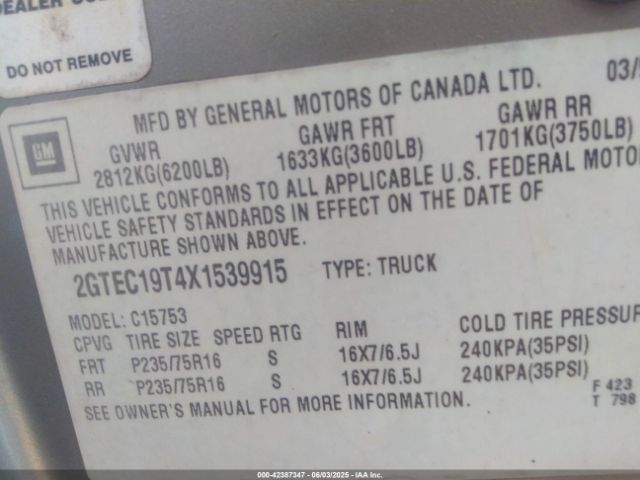 DEALER
DO NOT REMOVE
MFD BY GENERAL MOTORS OF CANADA LTD. 03/
GM
GVWR GAWR FRT GAWR RR
2812KG(6200LB) 1633KG(3600LB) 1701KG(3750LB)
THIS VEHICLE CONFORMS TO ALL APPLICABLE U.S. FEDERAL MOTO
VEHICLE SAFETY STANDARDS IN EFFECT ON THE DATE OF
MANUFACTURE SHOWN ABOVE.
2GTEC19T4X1539915 TYPE: TRUCK
MODEL: C15753
CPVG TIRE SIZE SPEED RTG RIM COLD TIRE PRESSUR
FRT P235/75R16 S 16X7/6.5J 240KPA(35PSI)
RR P235/75R16 S 16X7/6.5J 240KPA(35PSI)
SEE OWNER'S MANUAL FOR MORE INFORMATION.
F 423
T 798
000-42387347 - 06/03/2025 - IAA Inc.